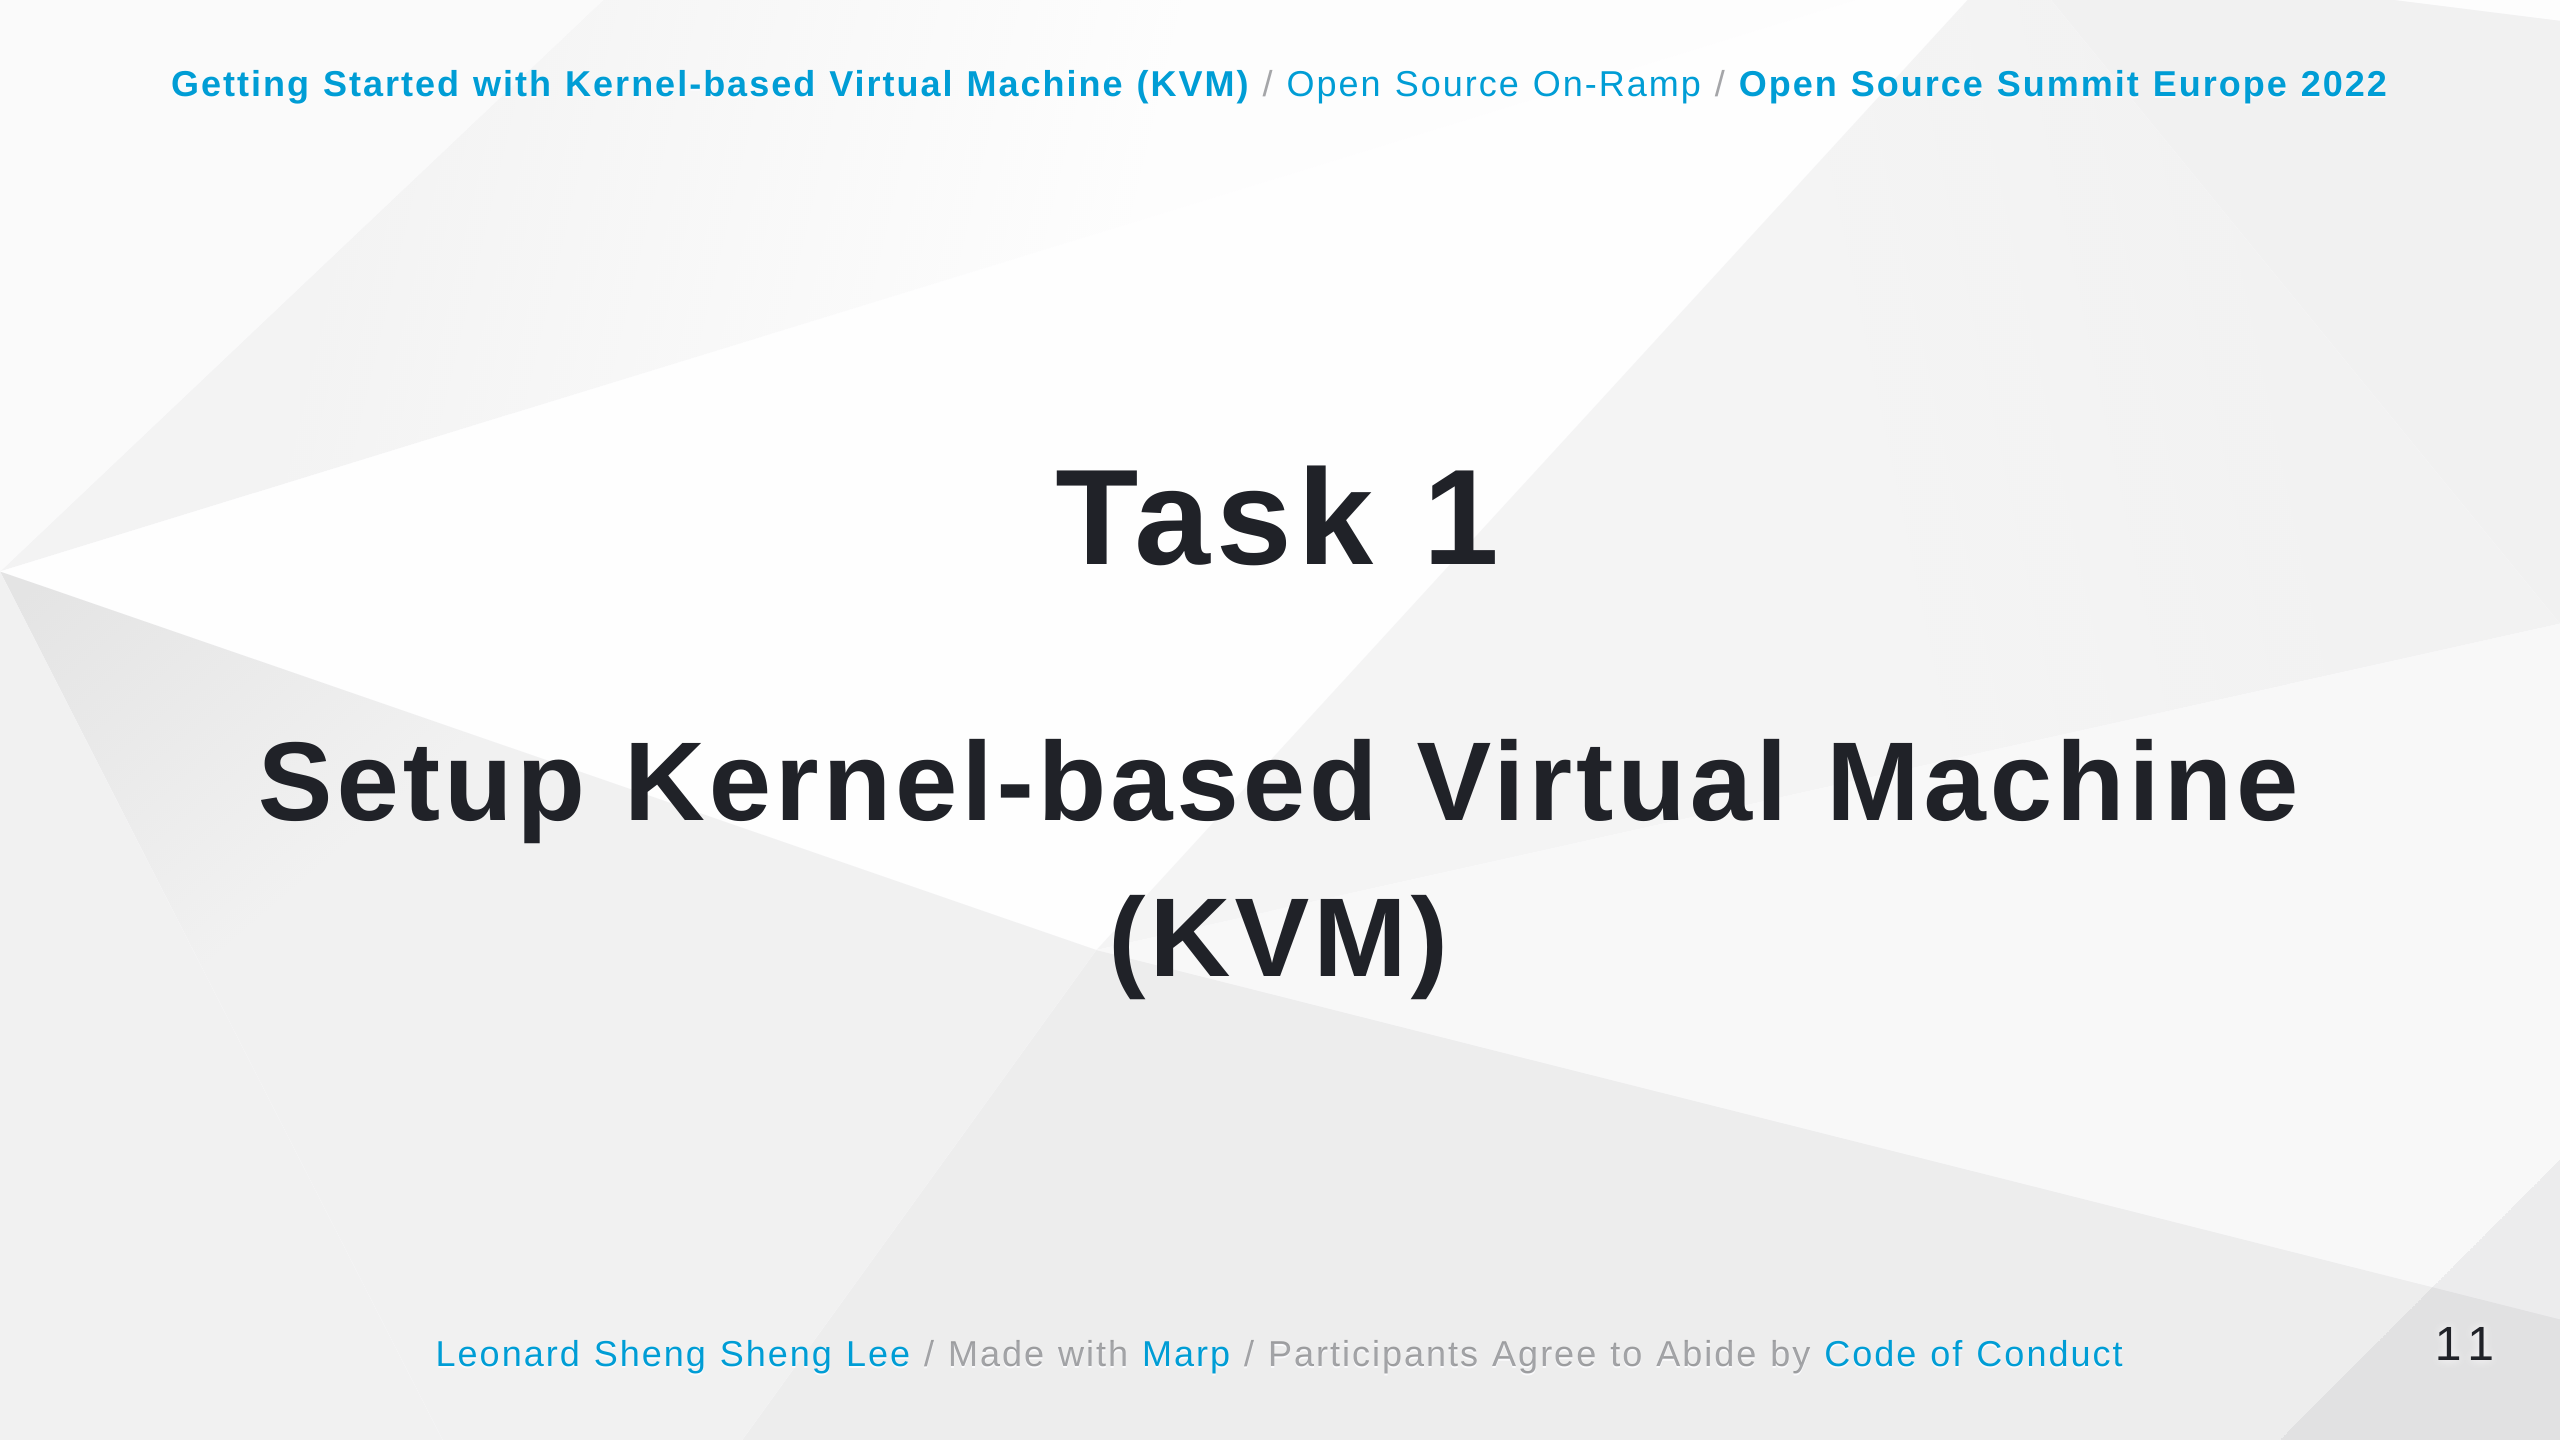 Getting Started with Kernel-based Virtual Machine (KVM) / Open Source On-Ramp / Open Source Summit Europe 2022
Task 1
Setup Kernel-based Virtual Machine
(KVM)
Leonard Sheng Sheng Lee / Made with Marp / Participants Agree to Abide by Code of Conduct
11